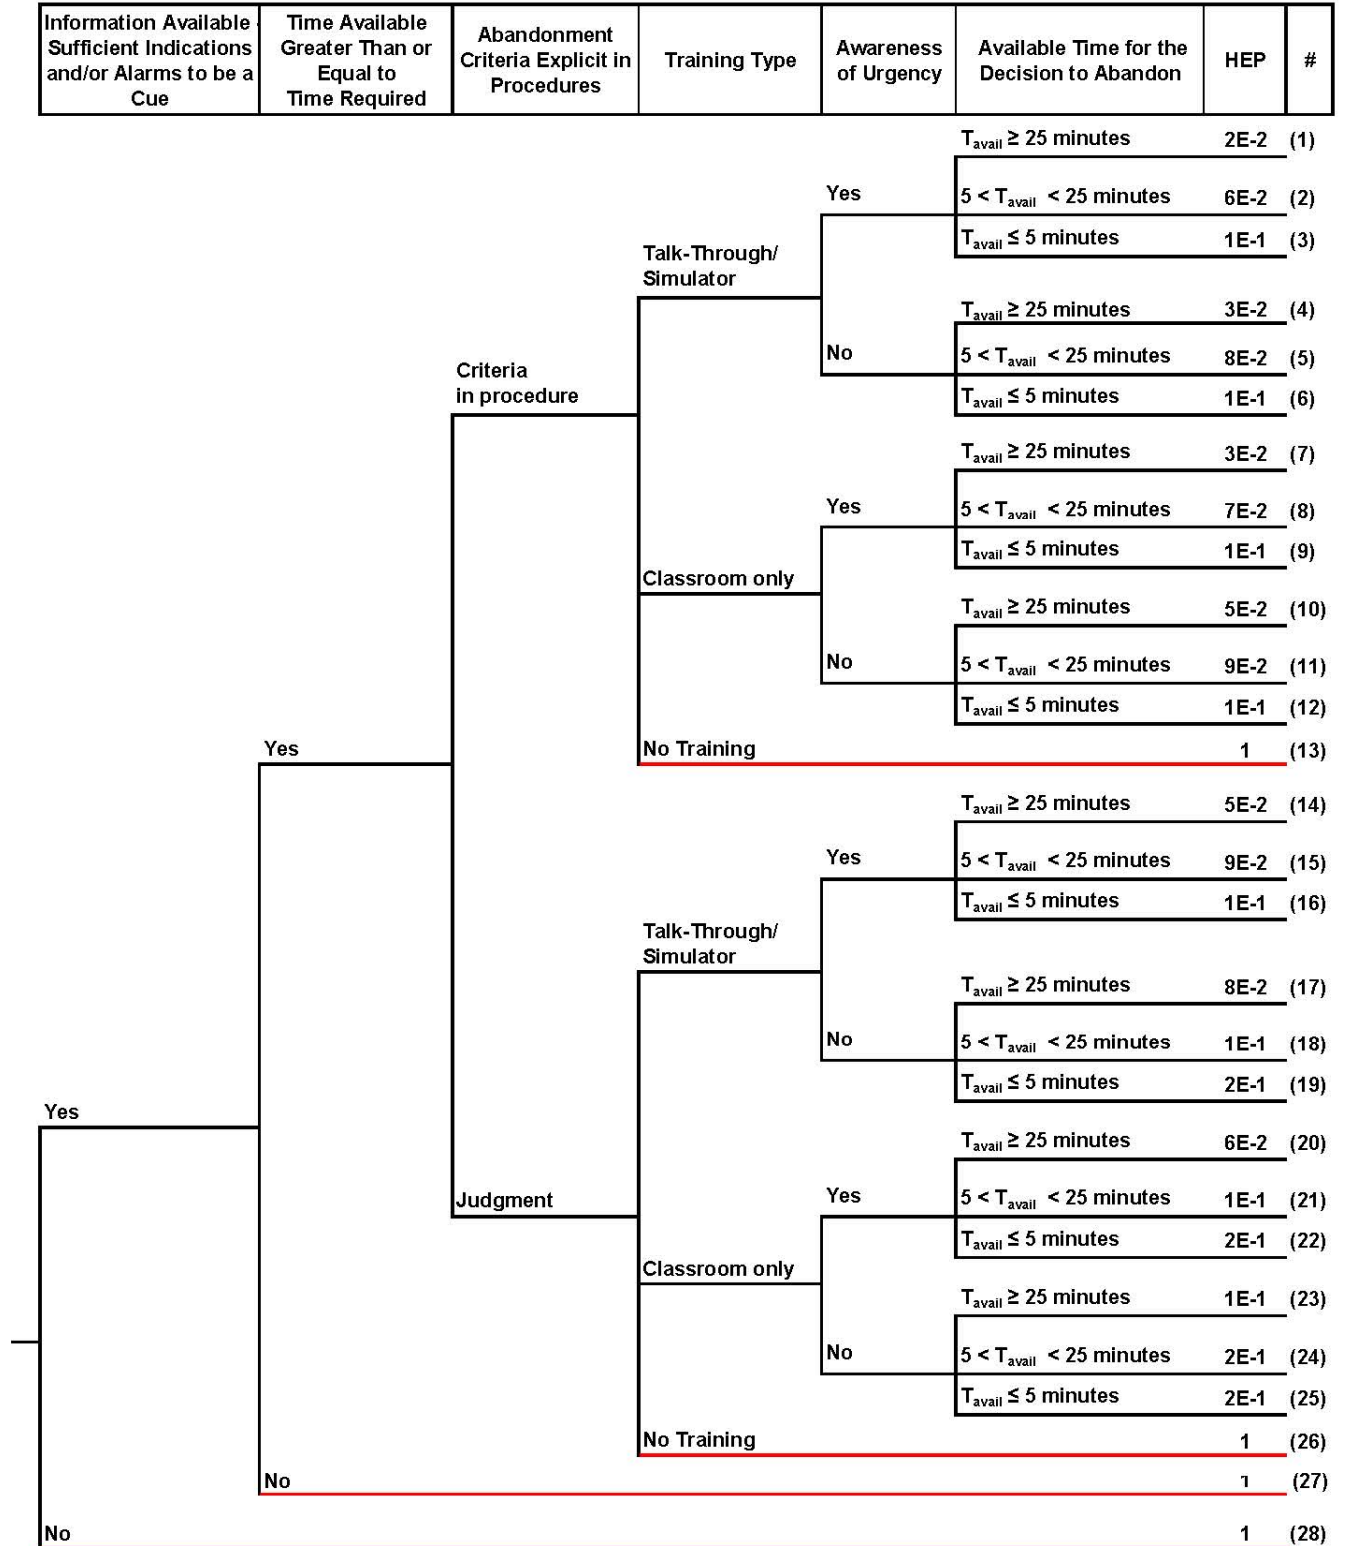 Information Available - Sufficient Indications and/or Alarms to be a Cue
Time Available Greater Than or Equal to Time Required
Abandonment Criteria Explicit in Procedures
Training Type
Awareness of Urgency
Available Time for the Decision to Abandon
HEP
#
Tavail ≥ 25 minutes 2E-2 (1)
Yes
5 < Tavail < 25 minutes 6E-2 (2)
Tavail ≤ 5 minutes 1E-1 (3)
Talk-Through/
Simulator
Tavail ≥ 25 minutes 3E-2 (4)
No
5 < Tavail < 25 minutes 8E-2 (5)
Tavail ≤ 5 minutes 1E-1 (6)
Criteria
in procedure
Tavail ≥ 25 minutes 3E-2 (7)
Yes
5 < Tavail < 25 minutes 7E-2 (8)
Tavail ≤ 5 minutes 1E-1 (9)
Classroom only
Tavail ≥ 25 minutes 5E-2 (10)
No
5 < Tavail < 25 minutes 9E-2 (11)
Tavail ≤ 5 minutes 1E-1 (12)
Yes
No Training 1 (13)
Tavail ≥ 25 minutes 5E-2 (14)
Yes
5 < Tavail < 25 minutes 9E-2 (15)
Tavail ≤ 5 minutes 1E-1 (16)
Talk-Through/
Simulator
Tavail ≥ 25 minutes 8E-2 (17)
No
5 < Tavail < 25 minutes 1E-1 (18)
Tavail ≤ 5 minutes 2E-1 (19)
Yes
Tavail ≥ 25 minutes 6E-2 (20)
Judgment
Yes
5 < Tavail < 25 minutes 1E-1 (21)
Tavail ≤ 5 minutes 2E-1 (22)
Classroom only
Tavail ≥ 25 minutes 1E-1 (23)
No
5 < Tavail < 25 minutes 2E-1 (24)
Tavail ≤ 5 minutes 2E-1 (25)
No Training 1 (26)
No 1 (27)
No 1 (28)